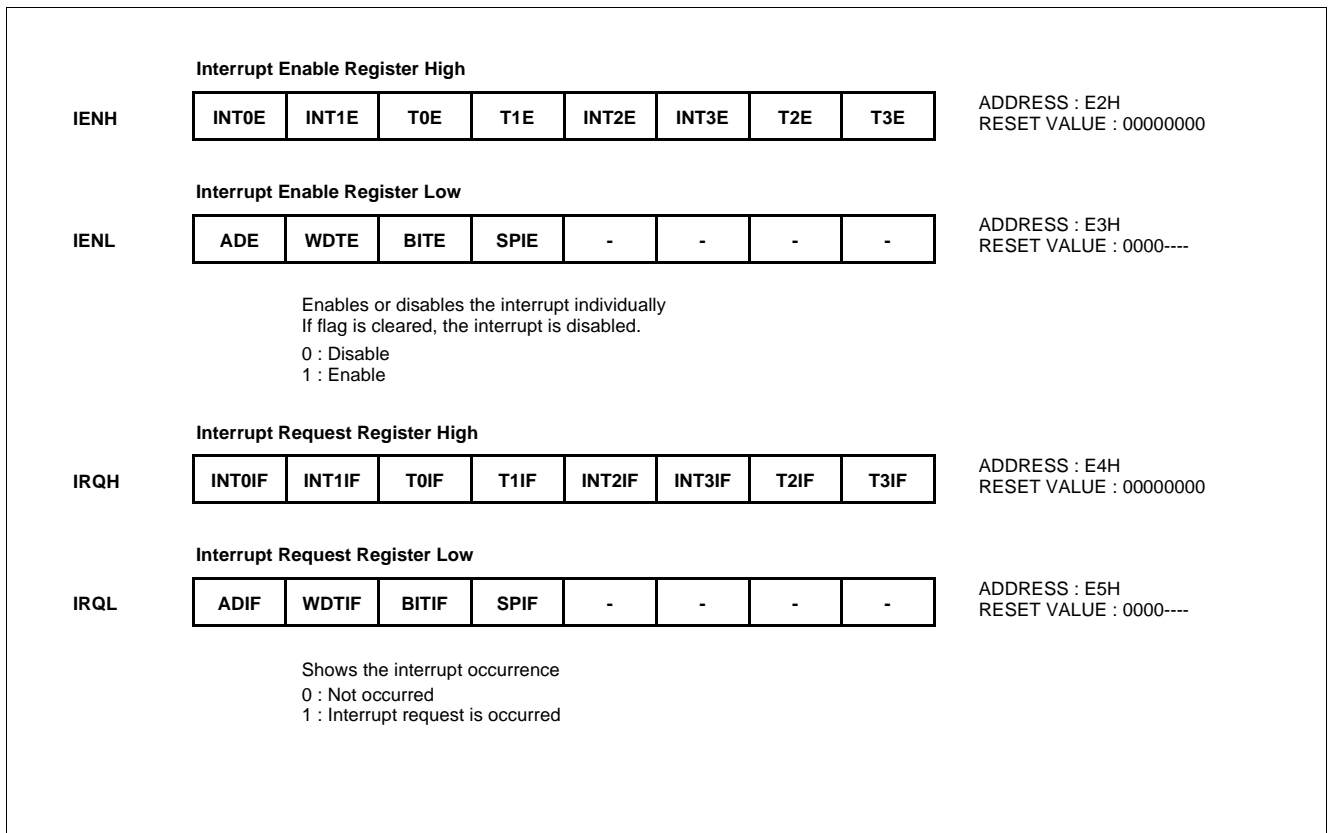 Interrupt Enable Register High
IENH INT0E INT1E T0E T1E INT2E INT3E T2E T3E ADDRESS : E2H
RESET VALUE : 00000000
Interrupt Enable Register Low
IENL ADE WDTE BITE SPIE - - - - ADDRESS : E3H
RESET VALUE : 0000----
Enables or disables the interrupt individually
If flag is cleared, the interrupt is disabled.
0 : Disable
1 : Enable
Interrupt Request Register High
IRQH INT0IF INT1IF T0IF T1IF INT2IF INT3IF T2IF T3IF ADDRESS : E4H
RESET VALUE : 00000000
Interrupt Request Register Low
IRQL ADIF WDTIF BITIF SPIF - - - - ADDRESS : E5H
RESET VALUE : 0000----
Shows the interrupt occurrence
0 : Not occurred
1 : Interrupt request is occurred